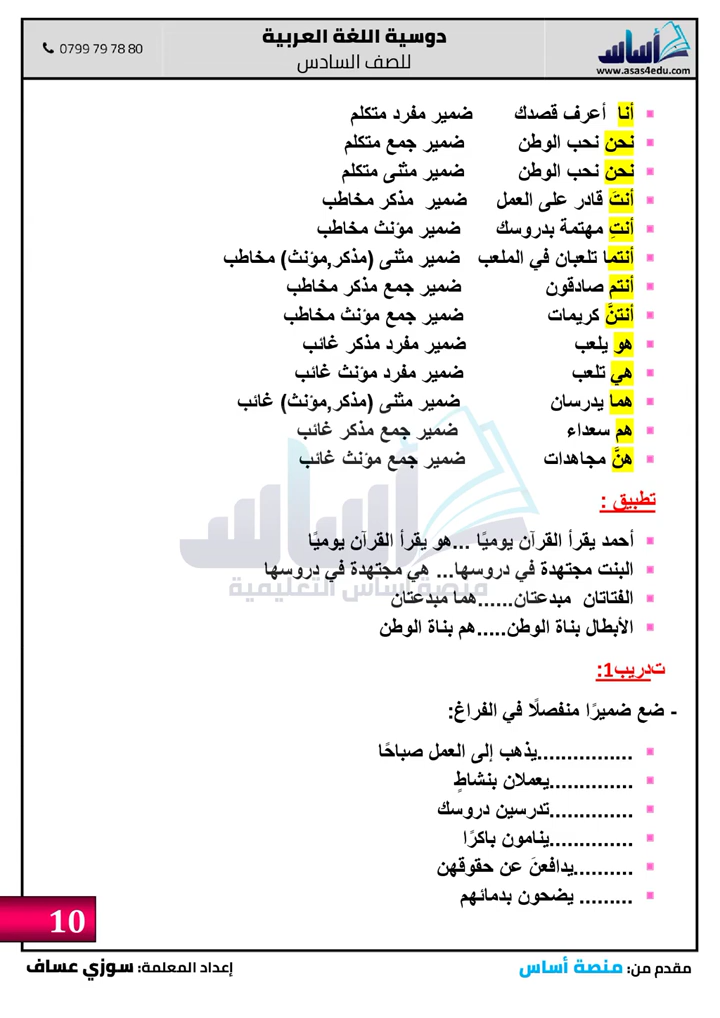 أساس
www.asas4edu.com
دوسية اللغة العربية
للصف السادس
0799 79 78 80
أنا أعرف قصدك ضمير مفرد متكلم
نحن نحب الوطن ضمير جمع متكلم
نحن نحب الوطن ضمير مثنى متكلم
أنتَ قادر على العمل ضمير مذكر مخاطب
أنتِ مهتمة بدروسك ضمير مؤنث مخاطب
أنتما تلعبان في الملعب ضمير مثنى (مذكر,مؤنث) مخاطب
أنتم صادقون ضمير جمع مذكر مخاطب
أنتنَّ كريمات ضمير جمع مؤنث مخاطب
هو يلعب ضمير مفرد مذكر غائب
هي تلعب ضمير مفرد مؤنث غائب
هما يدرسان ضمير مثنى (مذكر,مؤنث) غائب
هم سعداء ضمير جمع مذكر غائب
هنَّ مجاهدات ضمير جمع مؤنث غائب
تطبيق :
أحمد يقرأ القرآن يوميًا ...هو يقرأ القرآن يوميًا
البنت مجتهدة في دروسها... هي مجتهدة في دروسها
الفتاتان مبدعتان......هما مبدعتان
الأبطال بناة الوطن.....هم بناة الوطن
أساس
منصة أساس التعليمية
تدريب1:
- ضع ضميرًا منفصلًا في الفراغ:
................يذهب إلى العمل صباحًا
..............يعملان بنشاطٍ
..............تدرسين دروسك
..............ينامون باكرًا
..........يدافعنَ عن حقوقهن
......... يضحون بدمائهم
10
مقدم من: منصة أساس
إعداد المعلمة: سوزي عساف